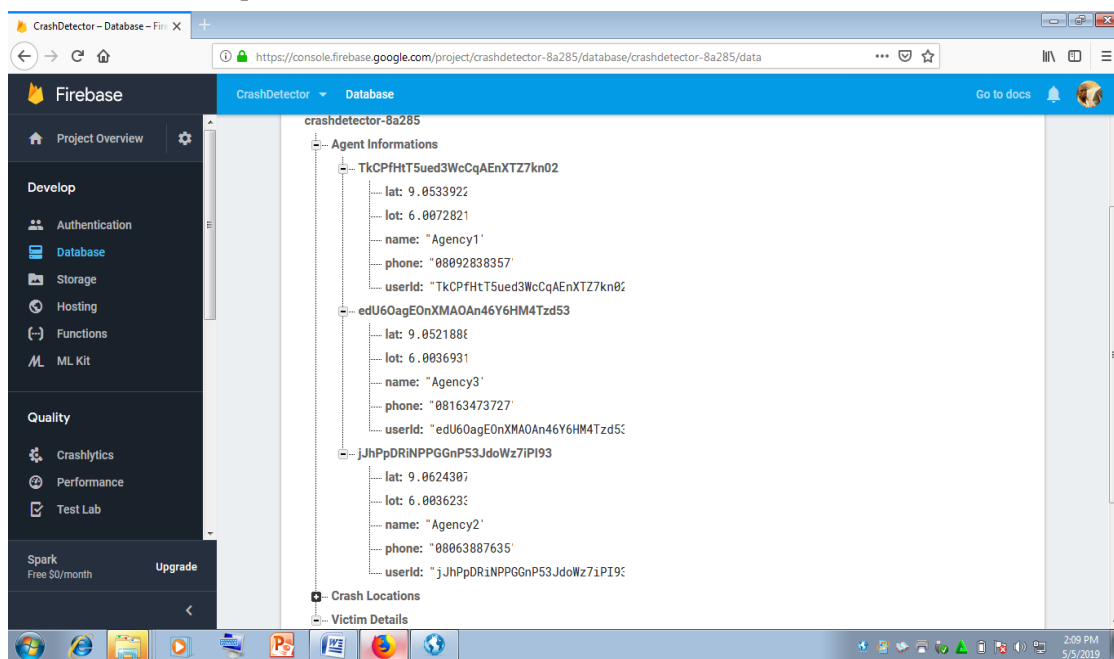 CrashDetector – Database – Fire
https://console.firebase.google.com/project/crashdetector-8a285/database/crashdetector-8a285/data
Firebase
CrashDetector
Database
Go to docs
Project Overview
Develop
Authentication
Database
Storage
Hosting
Functions
ML Kit
Quality
Crashlytics
Performance
Test Lab
Spark
Free $0/month
Upgrade
crashdetector-8a285
Agent Informations
TkCPfHtT5ued3WcCqAEnXTZ7kn02
lat: 9.0533922
lot: 6.0072821
name: "Agency1"
phone: "08092838357"
userId: "TkCPfHtT5ued3WcCqAEnXTZ7kn02
edU6OagEOnXMAOAn46Y6HM4Tzd53
lat: 9.0521888
lot: 6.0036931
name: "Agency3"
phone: "08163473727"
userId: "edU6OagEOnXMAOAn46Y6HM4Tzd53
jJhPpDRiNPPGGnP53JdoWz7iPI93
lat: 9.0624307
lot: 6.0036233
name: "Agency2"
phone: "08063887635"
userId: "jJhPpDRiNPPGGnP53JdoWz7iPI93
Crash Locations
Victim Details
2:09 PM
5/5/2019